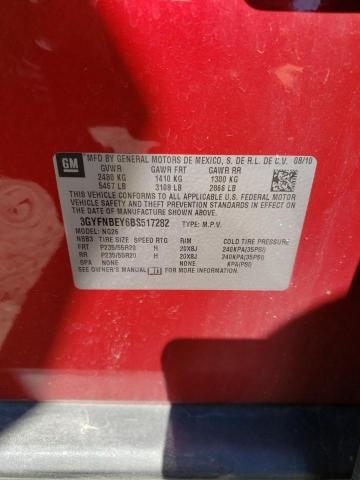 GM
MFD BY GENERAL MOTORS DE MEXICO, S. DE R.L. DE C.V. 08/10
GVWR GAWR FRT GAWR RR
2480 KG 1410 KG 1300 KG
5467 LB 3108 LB 2866 LB
THIS VEHICLE CONFORMS TO ALL APPLICABLE U.S. FEDERAL MOTOR
VEHICLE SAFETY AND THEFT PREVENTION STANDARDS IN EFFECT ON
THE DATE OF MANUFACTURE SHOWN ABOVE.
3GYFNBEY6BS517282 TYPE: M.P.V.
MODEL: NG26
NSB3 TIRE SIZE SPEED RTG RIM COLD TIRE PRESSURE
FRT P235/55R20 H 20X8J 240KPA(35PSI)
RR P235/55R20 H 20X8J 240KPA(35PSI)
SPA NONE NONE KPA(PSI)
SEE OWNER'S MANUAL FOR ADDITIONAL INFORMATION